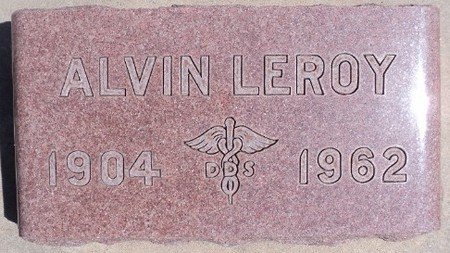 ALVIN LEROY
1904 DDS 1962